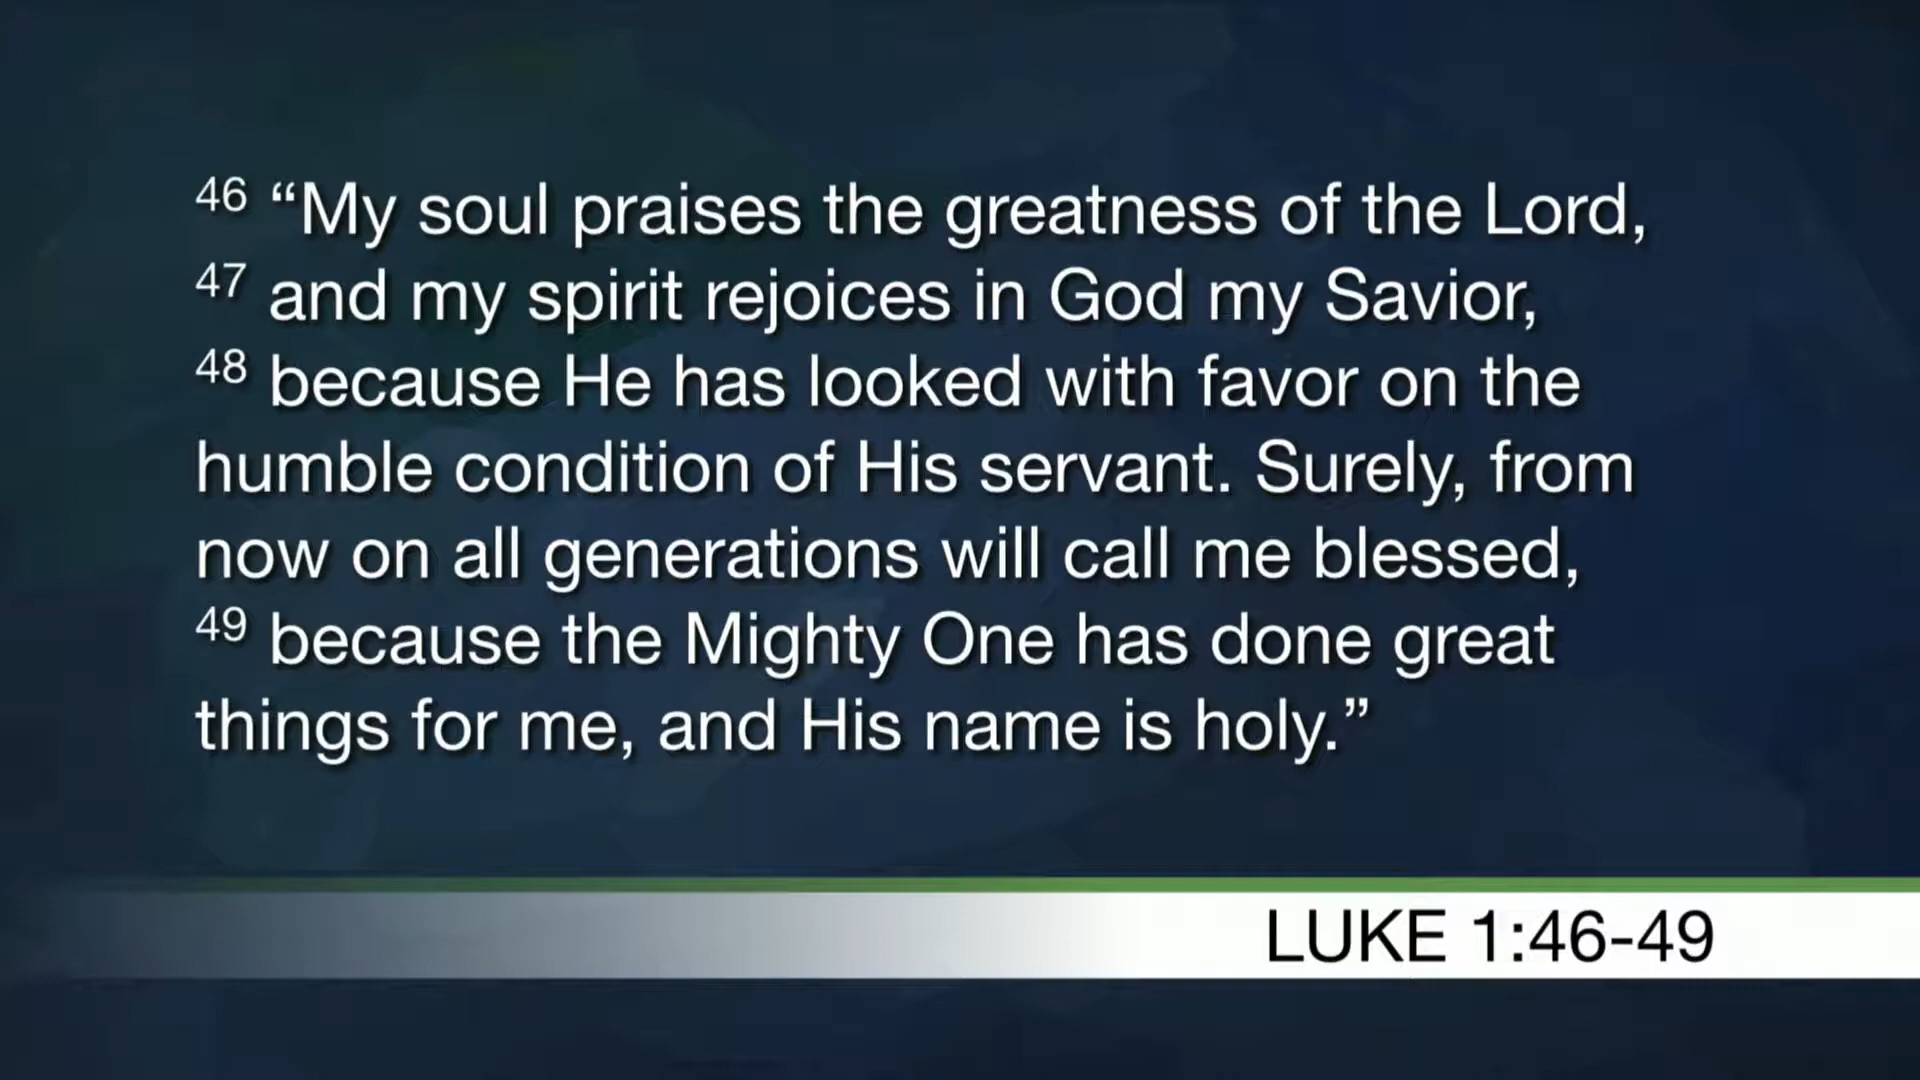 46 “My soul praises the greatness of the Lord,
47 and my spirit rejoices in God my Savior,
48 because He has looked with favor on the
humble condition of His servant. Surely, from
now on all generations will call me blessed,
49 because the Mighty One has done great
things for me, and His name is holy.”
LUKE 1:46-49